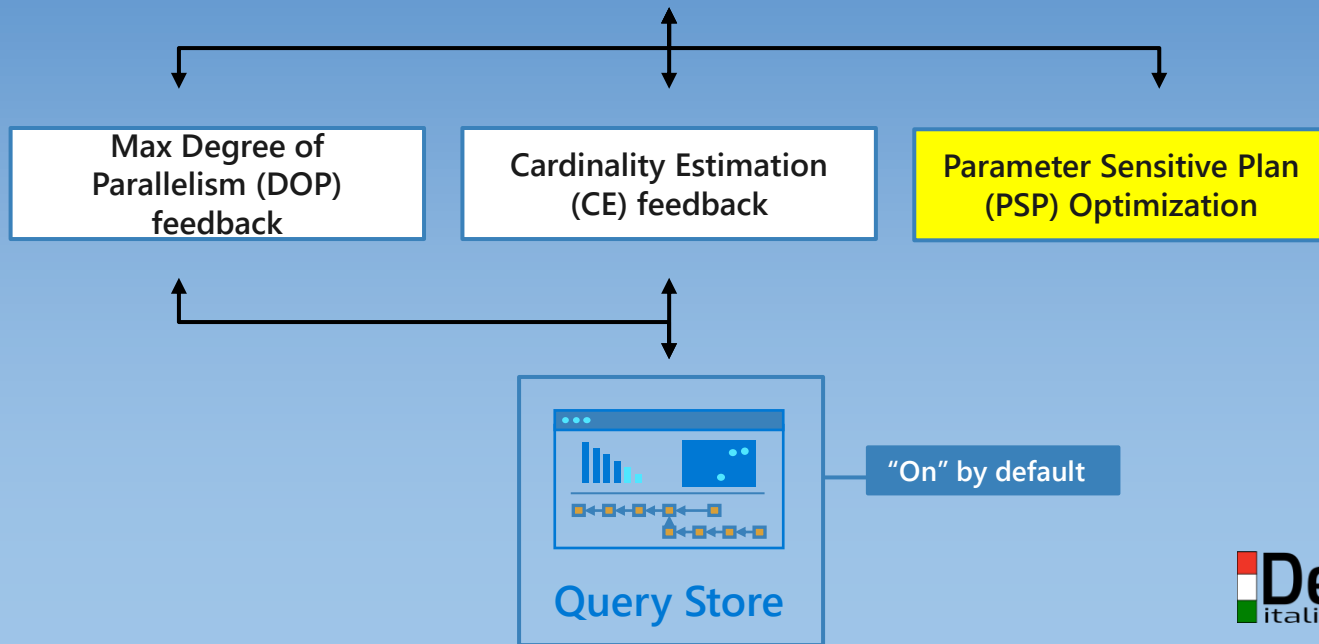 Max Degree of
Parallelism (DOP)
feedback
Cardinality Estimation
(CE) feedback
Parameter Sensitive Plan
(PSP) Optimization
“On” by default
Query Store